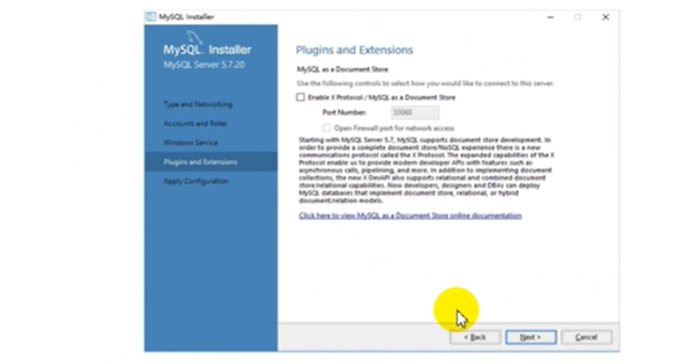 MySQL Installer
MySQL. Installer
MySQL Server 5.7.20
Type and Networking
Accounts and Roles
Windows Service
Plugins and Extensions
Apply Configuration
Plugins and Extensions
MySQL as a Document Store
Use the following controls to select how you would like to connect to this server.
Enable X Protocol / MySQL as a Document Store
Port Number: 33060
Open Firewall port for network access
Starting with MySQL Server 5.7, MySQL supports document store development. In
order to provide a complete document store/NoSQL experience there is a new
communications protocol called the X Protocol. The expanded capabilities of the X
Protocol enable us to provide modern developer APIs with features such as
asynchronous calls, pipelining, and more. In addition to implementing document
collections, the new X DevAPI also supports relational and combined document
store/relational capabilities. Now developers, designers and DBAs can deploy
MySQL databases that implement document store, relational, or hybrid
document/relation models.
Click here to view MySQL as a Document Store online documentation
< Back
Next >
Cancel